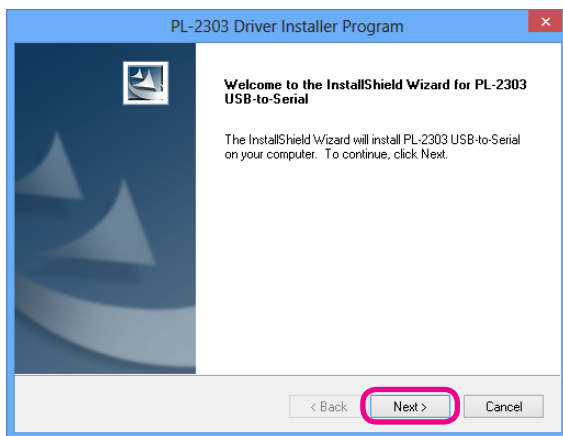 PL-2303 Driver Installer Program
Welcome to the InstallShield Wizard for PL-2303
USB-to-Serial
The InstallShield Wizard will install PL-2303 USB-to-Serial
on your computer. To continue, click Next.
< Back Next > Cancel